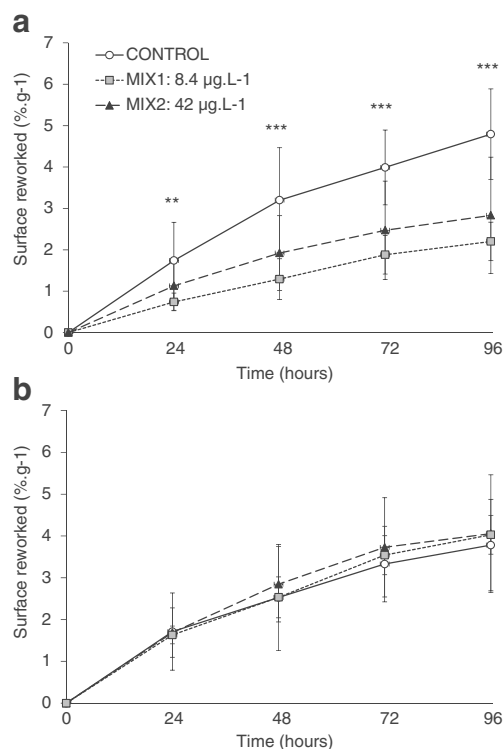 a
7
6
5
4
3
2
1
0
Surface reworked (%.g-1)
CONTROL
MIX1: 8.4 µg.L-1
MIX2: 42 µg.L-1
**
***
***
***
0 24 48 72 96
Time (hours)
b
7
6
5
4
3
2
1
0
Surface reworked (%.g-1)
0 24 48 72 96
Time (hours)